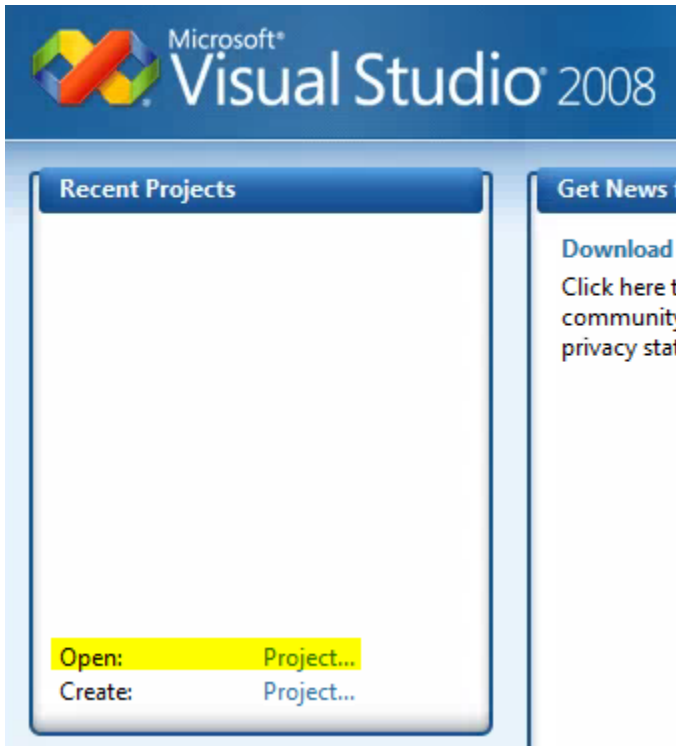 Microsoft®
Visual Studio® 2008
Recent Projects
Get News
Download
Click here
community
privacy
Open: Project...
Create: Project...